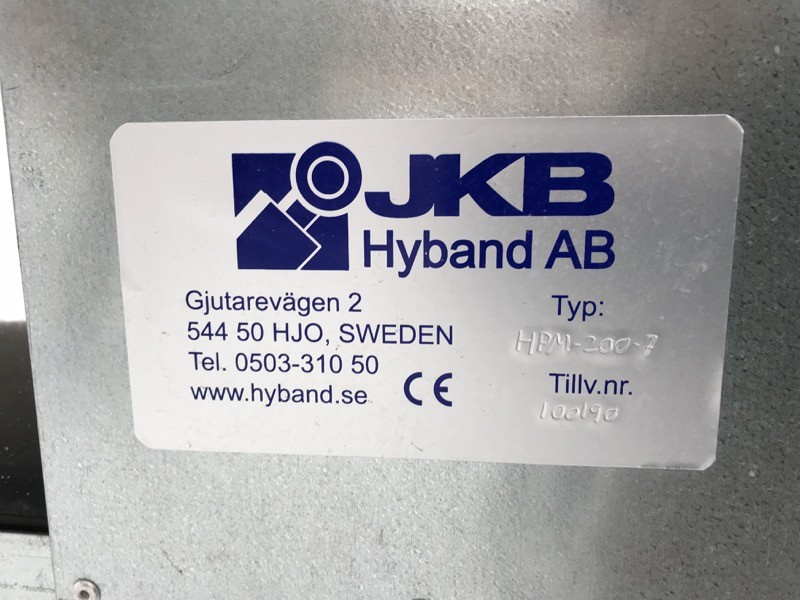 JKB
Hyband AB
Gjutarevägen 2
544 50 HJO, SWEDEN
Tel. 0503-310 50
www.hyband.se
CE
Typ:
HPM-200-7
Tillv.nr.
100190